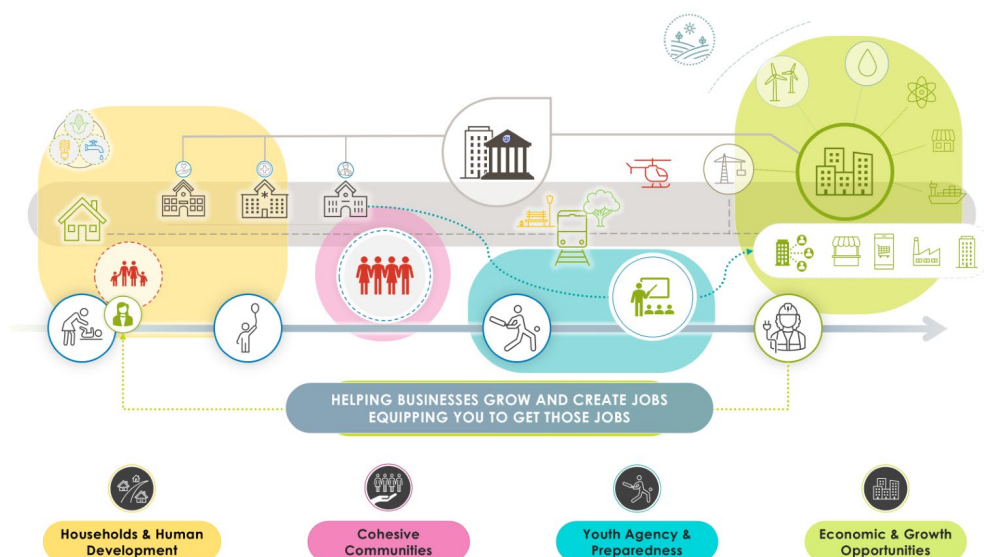 HELPING BUSINESSES GROW AND CREATE JOBS
EQUIPPING YOU TO GET THOSE JOBS
Households & Human
Development
Cohesive
Communities
Youth Agency &
Preparedness
Economic & Growth
Opportunities